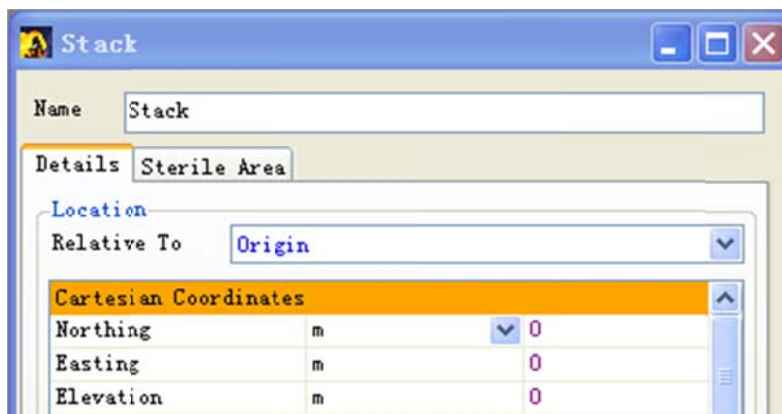 Stack
Name Stack
Details Sterile Area
Location
Relative To Origin
Cartesian Coordinates
Northing m 0
Easting m 0
Elevation m 0